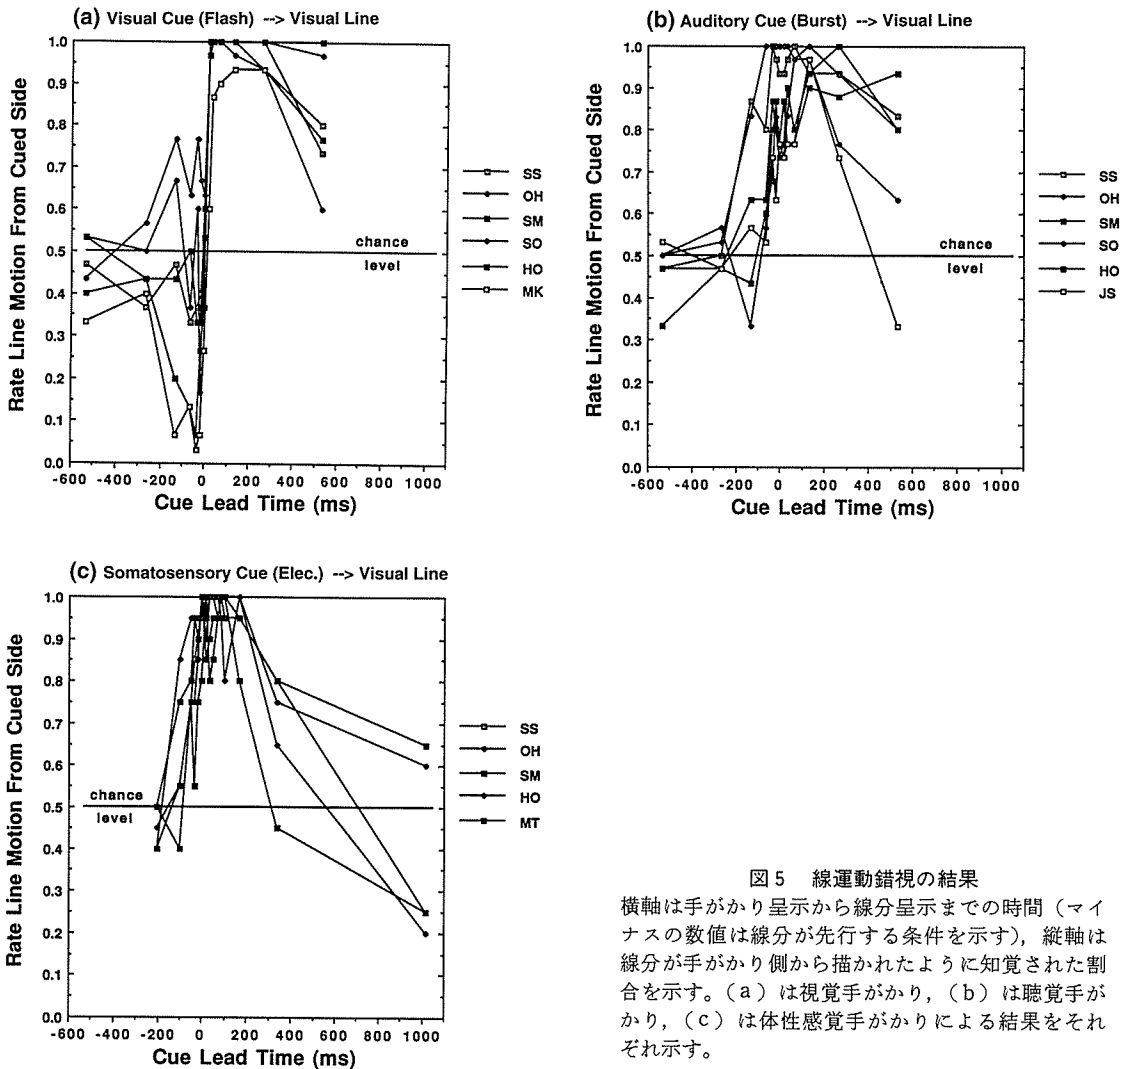 (a) Visual Cue (Flash) --> Visual Line
Rate Line Motion From Cued Side
1.0
0.9
0.8
0.7
0.6
0.5
0.4
0.3
0.2
0.1
0.0
chance
level
-600 -400 -200 0 200 400 600 800 1000
Cue Lead Time (ms)
SS
OH
SM
SO
HO
MK
(b) Auditory Cue (Burst) --> Visual Line
Rate Line Motion From Cued Side
1.0
0.9
0.8
0.7
0.6
0.5
0.4
0.3
0.2
0.1
0.0
chance
level
-600 -400 -200 0 200 400 600 800 1000
Cue Lead Time (ms)
SS
OH
SM
SO
HO
JS
(c) Somatosensory Cue (Elec.) --> Visual Line
Rate Line Motion From Cued Side
1.0
0.9
0.8
0.7
0.6
0.5
0.4
0.3
0.2
0.1
0.0
chance
level
-600 -400 -200 0 200 400 600 800 1000
Cue Lead Time (ms)
SS
OH
SM
HO
MT
図5 線運動錯視の結果
横軸は手がかり呈示から線分呈示までの時間（マイ
ナスの数値は線分が先行する条件を示す），縦軸は
線分が手がかり側から描かれたように知覚された割
合を示す。（a）は視覚手がかり，（b）は聴覚手が
かり，（c）は体性感覚手がかりによる結果をそれ
ぞれ示す。